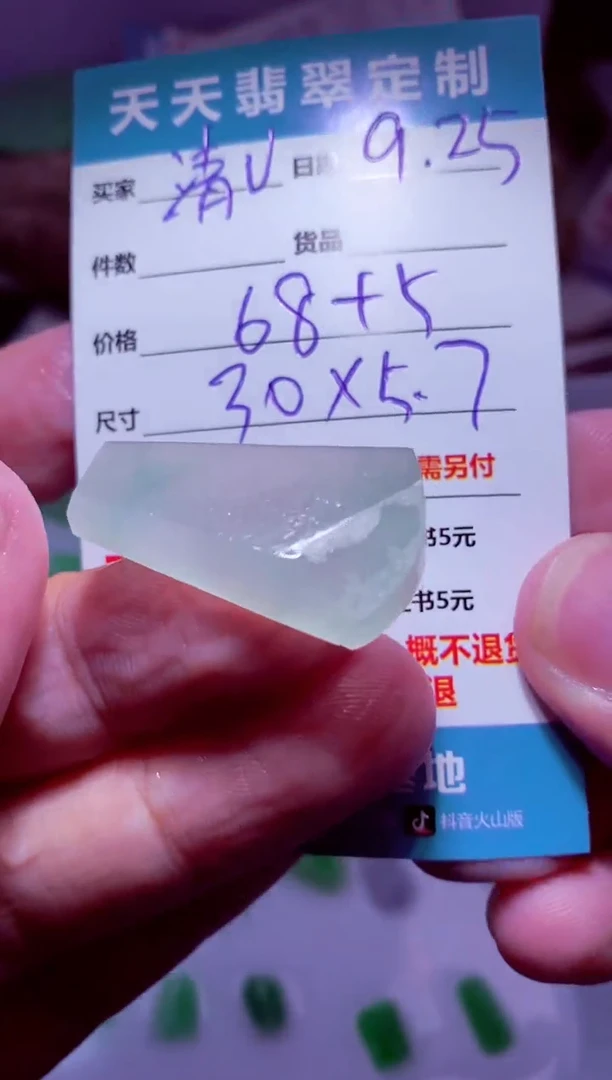 天天翡翠定制
买家 清U 日期 9.25
件数 货品
价格 68+5
尺寸 30×5.7
需另付
书5元
书5元
概不退货
退
地
抖音火山版